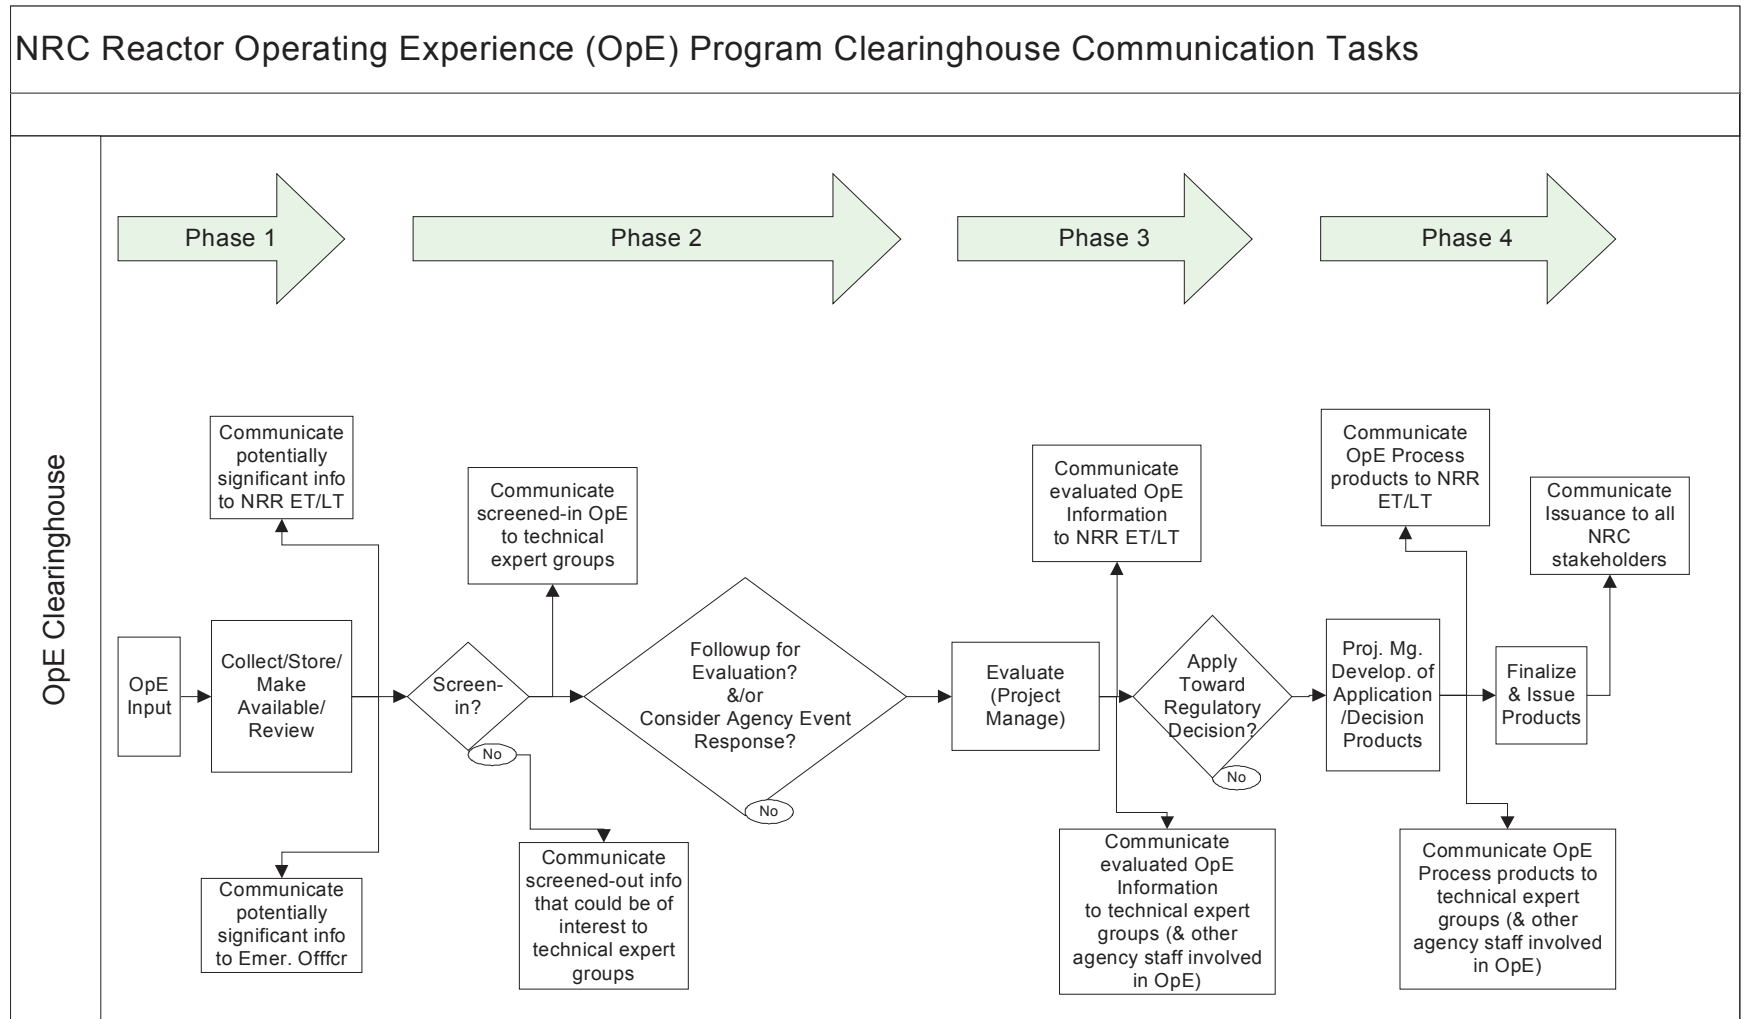 NRC Reactor Operating Experience (OpE) Program Clearinghouse Communication Tasks
OpE Clearinghouse
Phase 1
Phase 2
Phase 3
Phase 4
Communicate
potentially
significant info
to NRR ET/LT
Communicate
screened-in OpE
to technical
expert groups
Communicate
evaluated OpE
Information
to NRR ET/LT
Communicate
OpE Process
products to NRR
ET/LT
Communicate
Issuance to all
NRC
stakeholders
OpE
Input
Collect/Store/
Make
Available/
Review
Screen-
in?
No
Followup for
Evaluation?
&/or
Consider Agency Event
Response?
No
Evaluate
(Project
Manage)
Apply
Toward
Regulatory
Decision?
No
Proj. Mg.
Develop. of
Application
/Decision
Products
Finalize
& Issue
Products
Communicate
potentially
significant info
to Emer. Offfcr
Communicate
screened-out info
that could be of
interest to
technical expert
groups
Communicate
evaluated OpE
Information
to technical expert
groups (& other
agency staff involved
in OpE)
Communicate OpE
Process products to
technical expert
groups (& other
agency staff involved
in OpE)